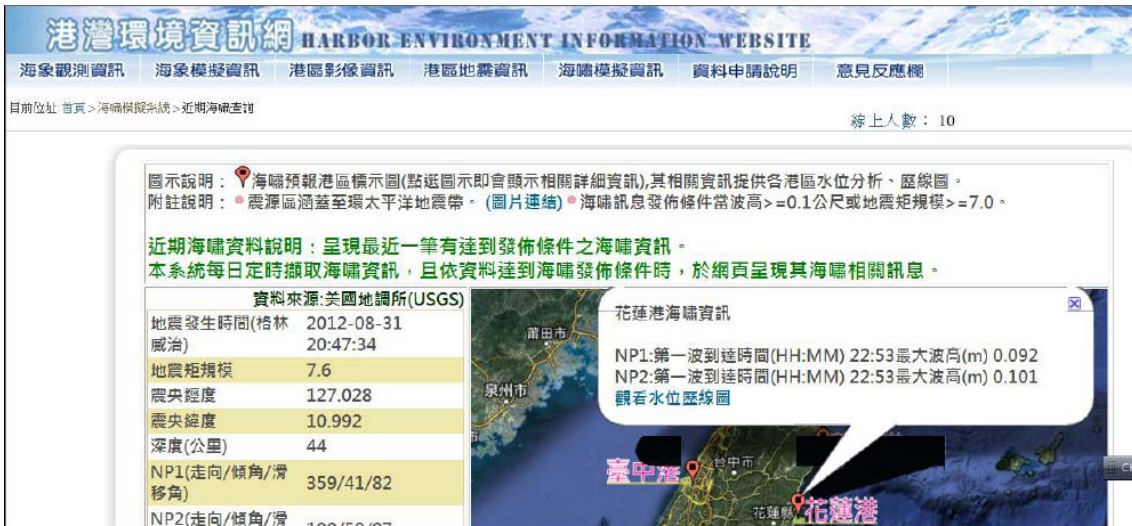 港灣環境資訊網 HARBOR ENVIRONMENT INFORMATION WEBSITE
海象觀測資訊 海象模擬資訊 港區影像資訊 港區地震資訊 海嘯模擬資訊 資料申請說明 意見反應欄
目前位址:首頁>海嘯模擬系統>近期海嘯查詢
線上人數: 10
圖示說明: 海嘯預報港區標示圖(點逛圖示即會顯示相關詳細資訊),其相關資訊提供各港區水位分析、歷線圖。
附註說明: 震源區涵蓋至環太平洋地震帶。(圖片連結) 海嘯訊息發佈條件當波高>=0.1公尺或地震矩規模>=7.0。
近期海嘯資料說明:呈現最近一筆有達到發佈條件之海嘯資訊。
本系統每日定時擷取海嘯資訊,且依資料達到海嘯發佈條件時,於網頁呈現其海嘯相關訊息。
資料來源:美國地調所(USGS)
地震發生時間(格林威治) 2012-08-31 20:47:34
地震矩規模 7.6
震央經度 127.028
震央緯度 10.992
深度(公里) 44
NP1(走向/傾角/滑移角) 359/41/82
NP2(走向/傾角/滑
花蓮港海嘯資訊
NP1:第一波到達時間(HH:MM) 22:53最大波高(m) 0.092
NP2:第一波到達時間(HH:MM) 22:53最大波高(m) 0.101
觀看水位歷線圖
莆田市
泉州市
臺中港
台中市
花蓮縣
花蓮港